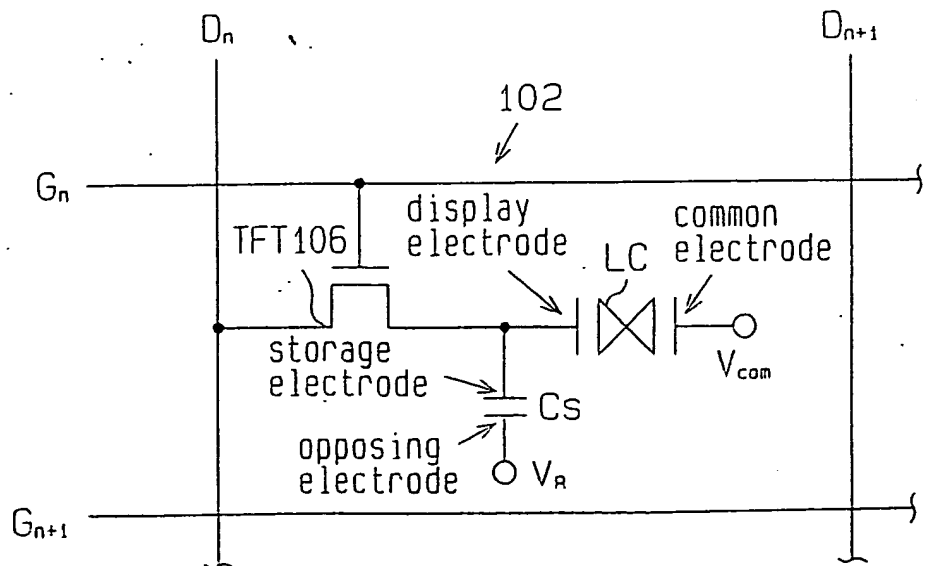 Dn
Dn+1
102
Gn
display
electrode
common
electrode
TFT106
LC
storage
electrode
Vcom
Cs
opposing
electrode
VR
Gn+1